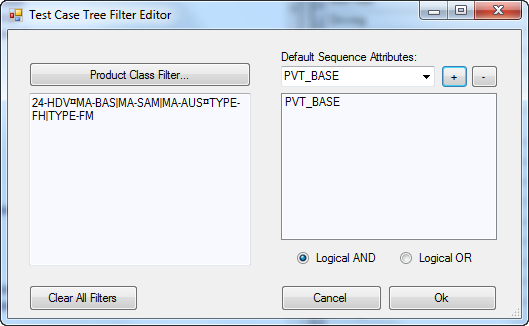 Test Case Tree Filter Editor
Product Class Filter...
24-HDV¤MA-BAS|MA-SAM|MA-AUS¤TYPE-
FH|TYPE-FM
Default Sequence Attributes:
PVT_BASE
+
-
PVT_BASE
Logical AND
Logical OR
Clear All Filters
Cancel
Ok